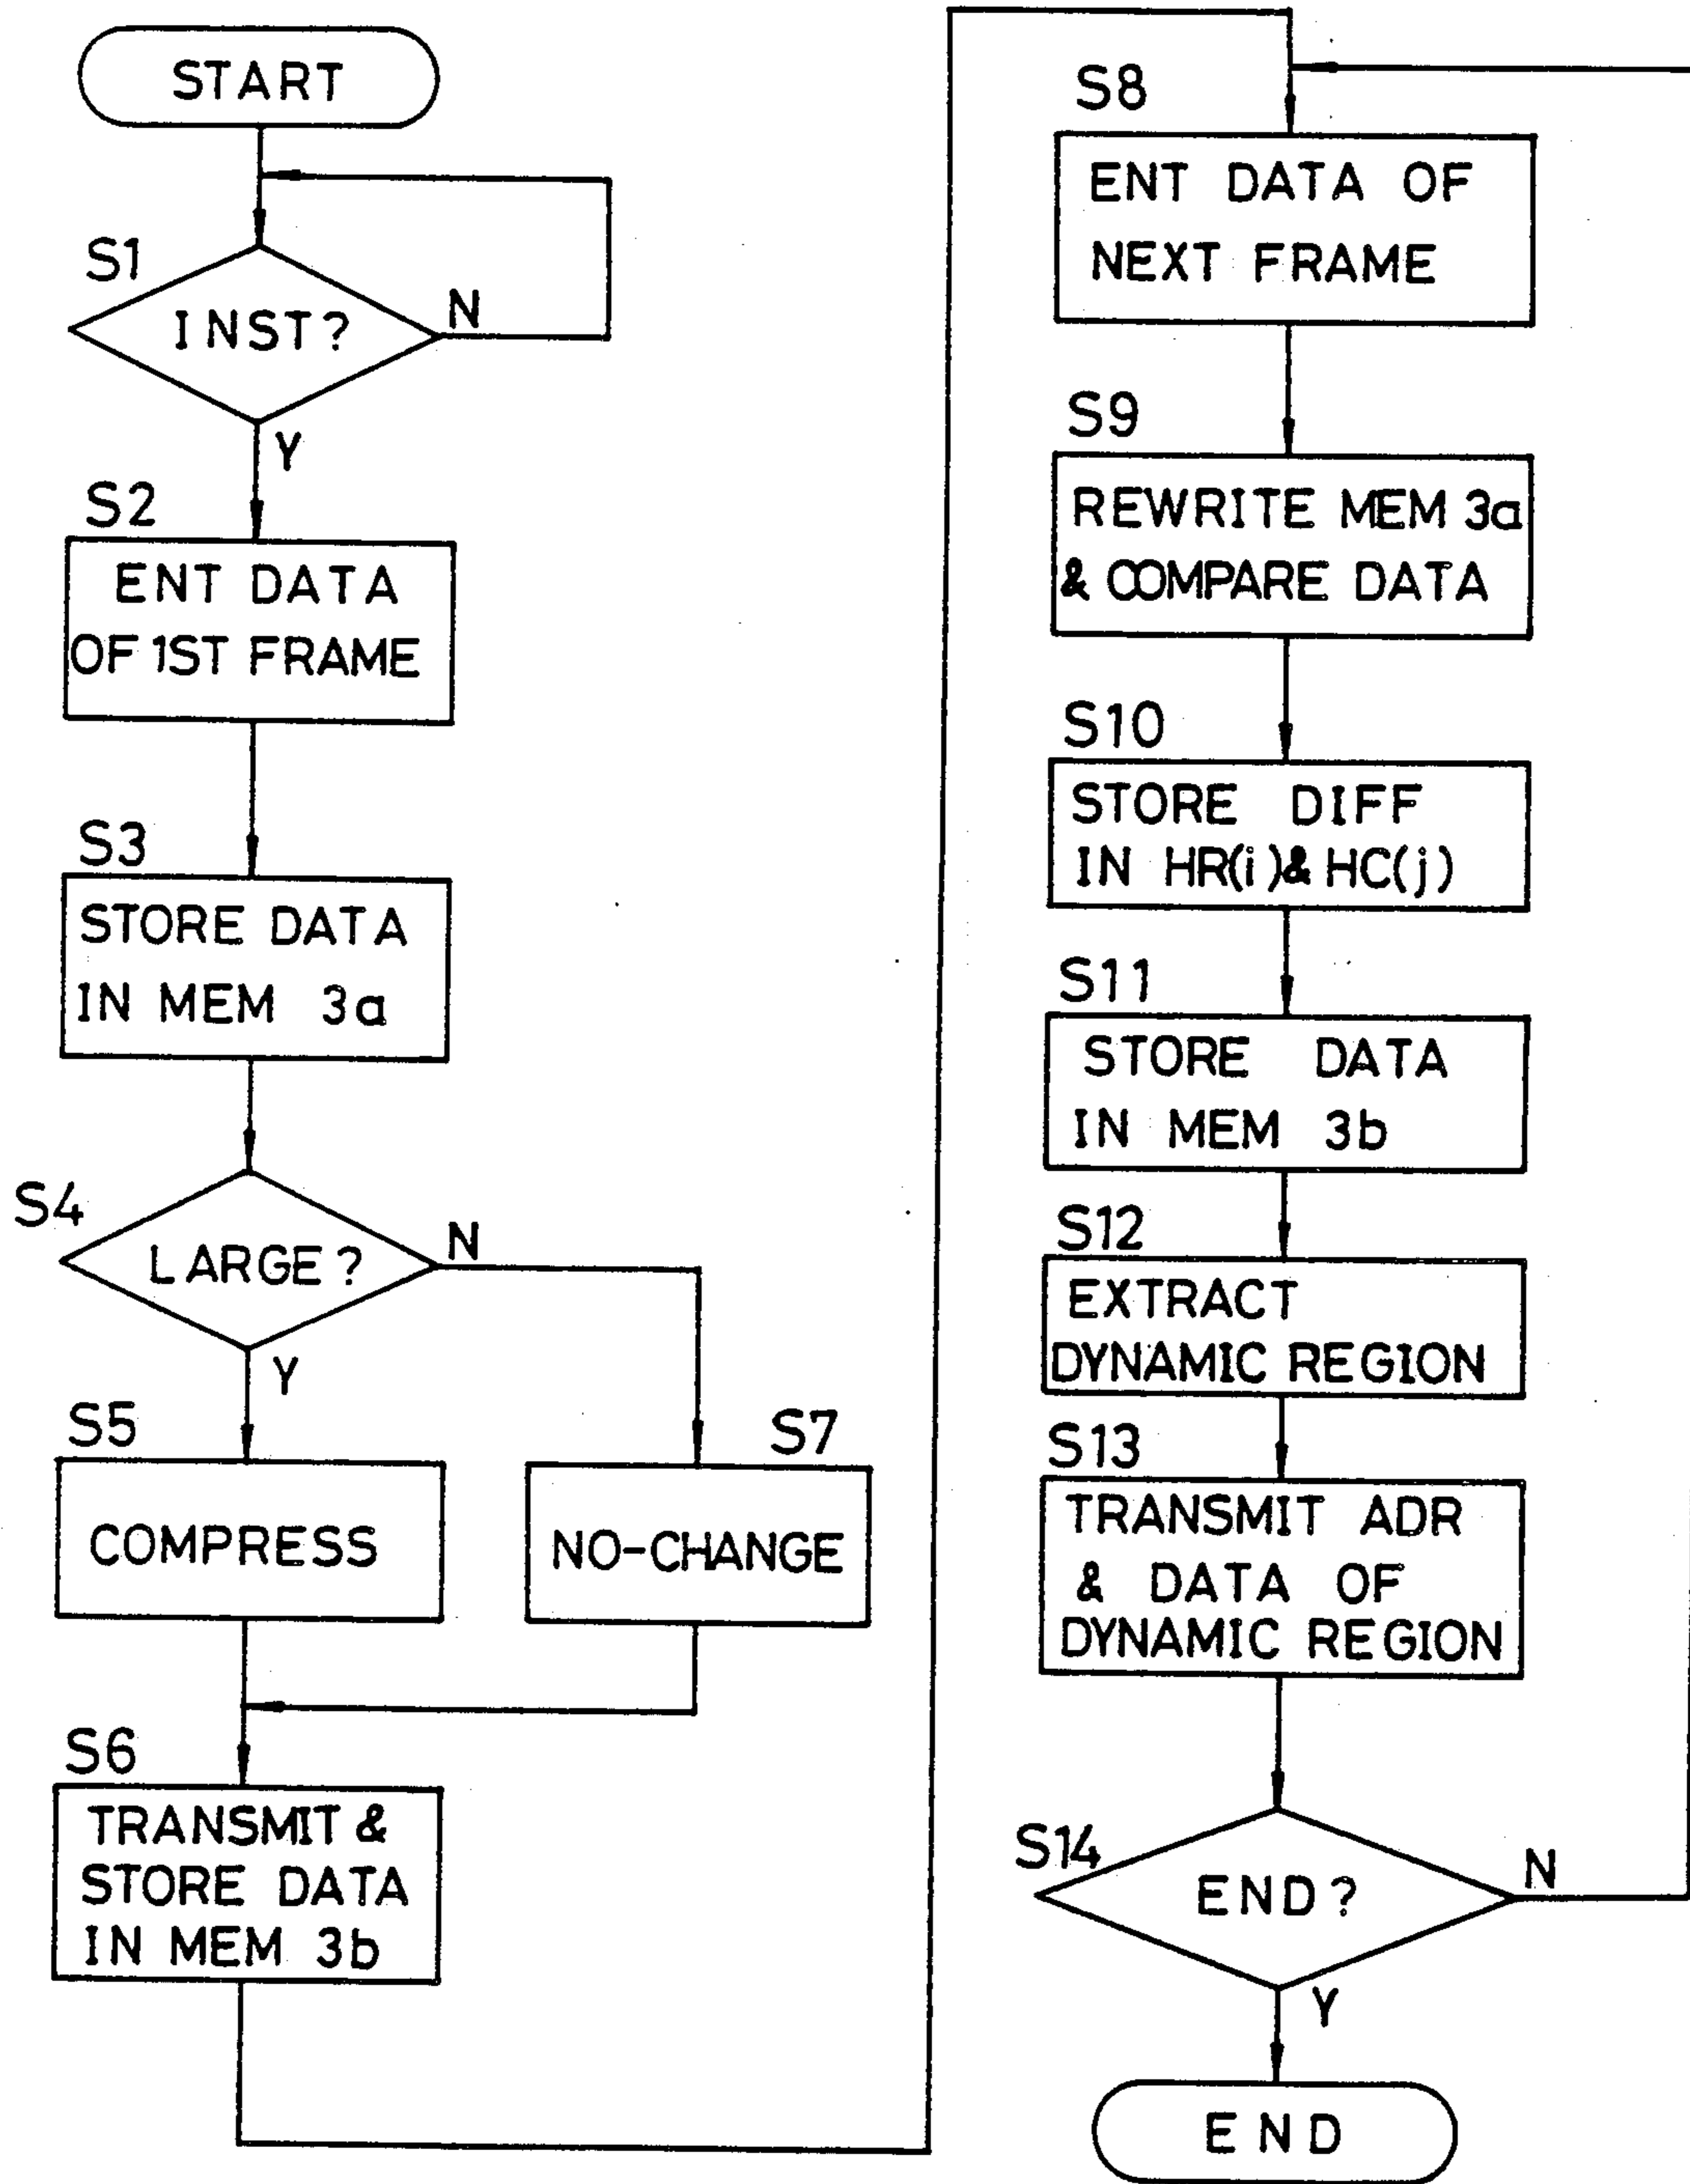 START
S1
INST?
N
Y
S2
ENT DATA
OF 1ST FRAME
S3
STORE DATA
IN MEM 3a
S4
LARGE?
N
Y
S5
COMPRESS
S7
NO-CHANGE
S6
TRANSMIT &
STORE DATA
IN MEM 3b
S8
ENT DATA OF
NEXT FRAME
S9
REWRITE MEM 3a
& COMPARE DATA
S10
STORE DIFF
IN HR(i) & HC(j)
S11
STORE DATA
IN MEM 3b
S12
EXTRACT
DYNAMIC REGION
S13
TRANSMIT ADR
& DATA OF
DYNAMIC REGION
S14
END?
N
Y
END